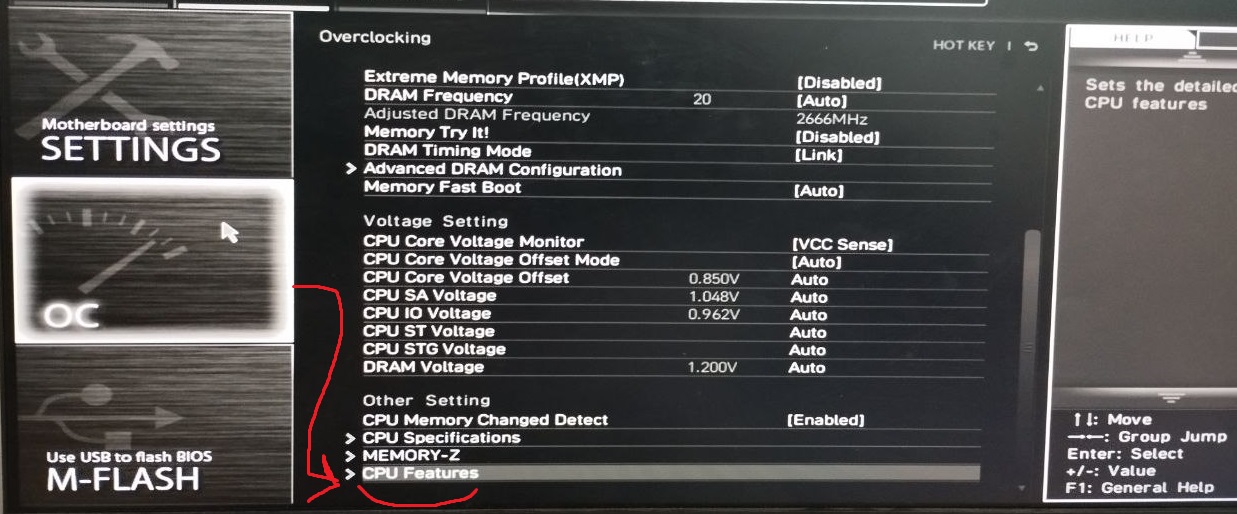 Overclocking
HOT KEY | ↩
HELP
Extreme Memory Profile(XMP) [Disabled]
DRAM Frequency 20 [Auto]
Adjusted DRAM Frequency 2666MHz
Memory Try It! [Disabled]
DRAM Timing Mode [Link]
> Advanced DRAM Configuration
Memory Fast Boot [Auto]
Voltage Setting
CPU Core Voltage Monitor [VCC Sense]
CPU Core Voltage Offset Mode [Auto]
CPU Core Voltage Offset 0.850V Auto
CPU SA Voltage 1.048V Auto
CPU IO Voltage 0.962V Auto
CPU ST Voltage Auto
CPU STG Voltage Auto
DRAM Voltage 1.200V Auto
Other Setting
CPU Memory Changed Detect [Enabled]
> CPU Specifications
> MEMORY-Z
> CPU Features
Motherboard settings
SETTINGS
OC
Use USB to flash BIOS
M-FLASH
Sets the detailed
CPU features
↑↓: Move
→←: Group Jump
Enter: Select
+/-: Value
F1: General Help